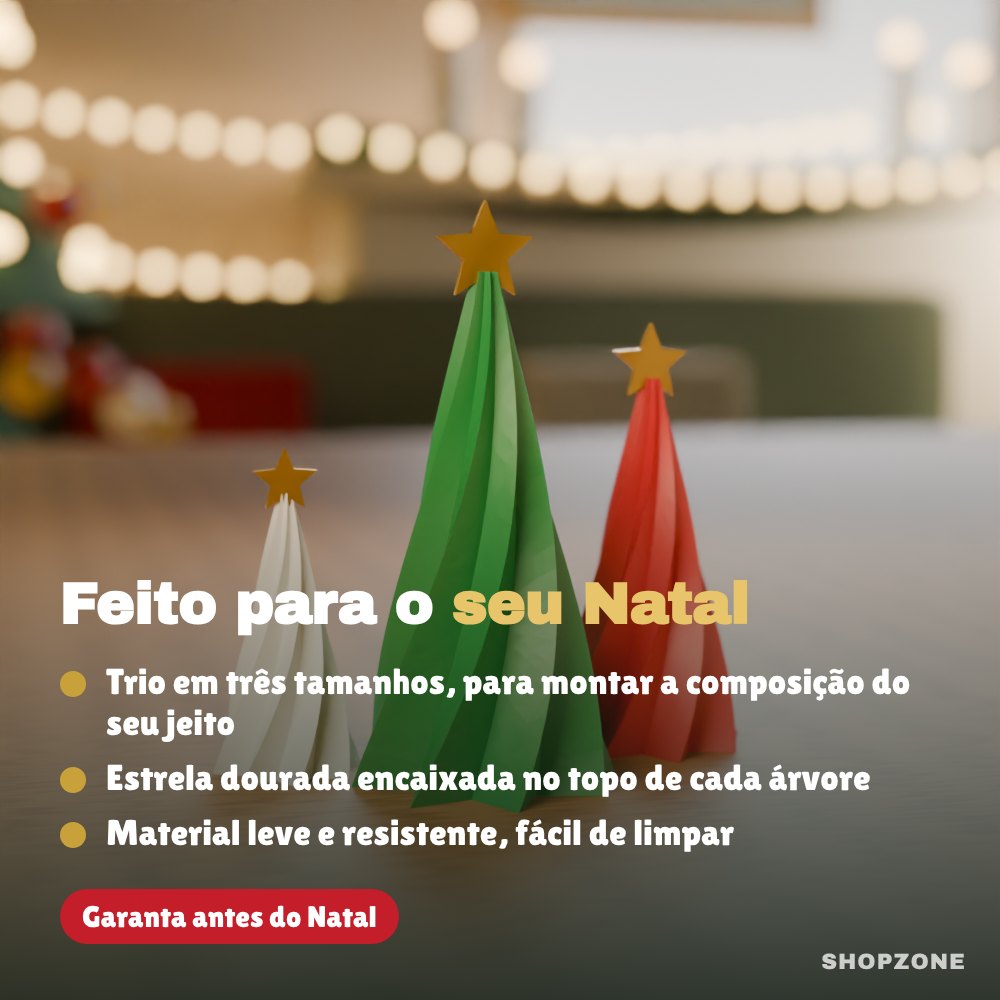 Feito para o seu Natal
Trio em três tamanhos, para montar a composição do
seu jeito
Estrela dourada encaixada no topo de cada árvore
Material leve e resistente, fácil de limpar
Garanta antes do Natal
SHOPZONE